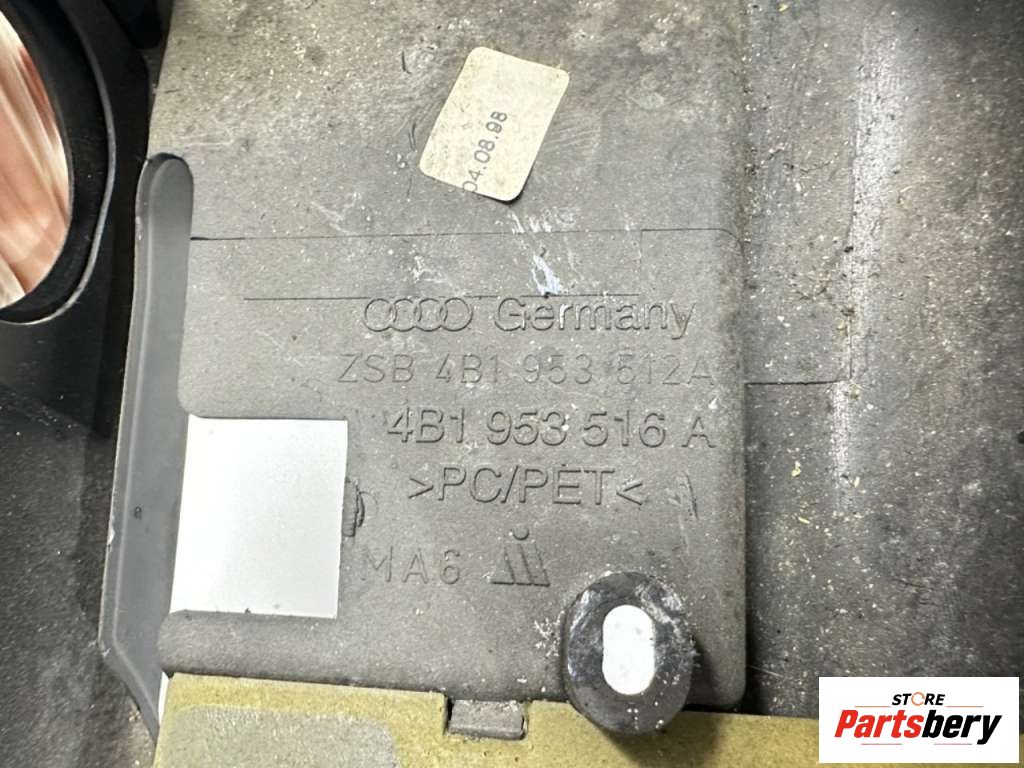 04.08.98
Germany
ZSB 4B1 953 512A
4B1 953 516 A
>PC/PET<
MA6
STORE
Partsbery